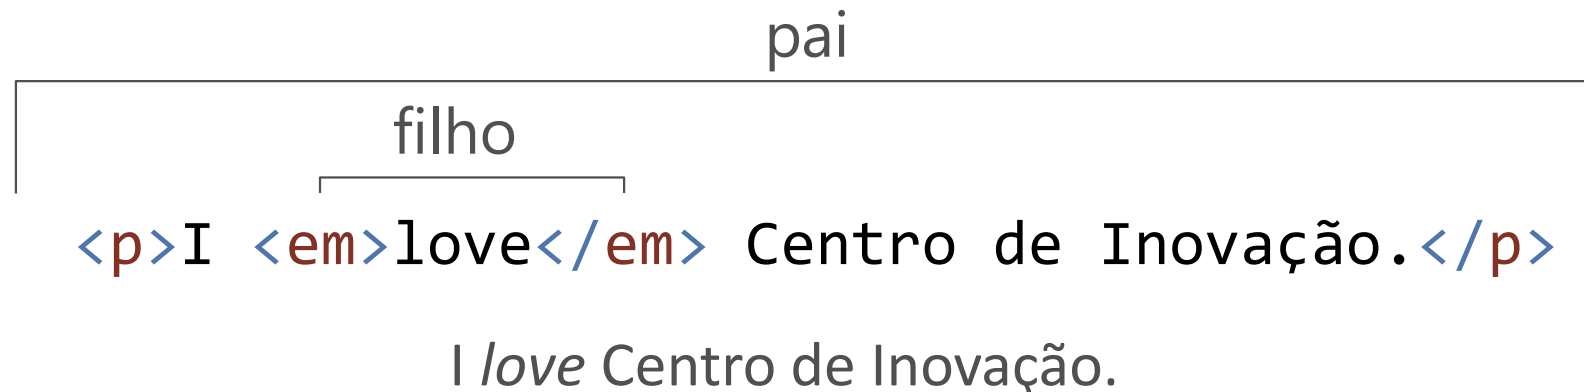 pai
filho
<p>I <em>love</em> Centro de Inovação.</p>
I love Centro de Inovação.